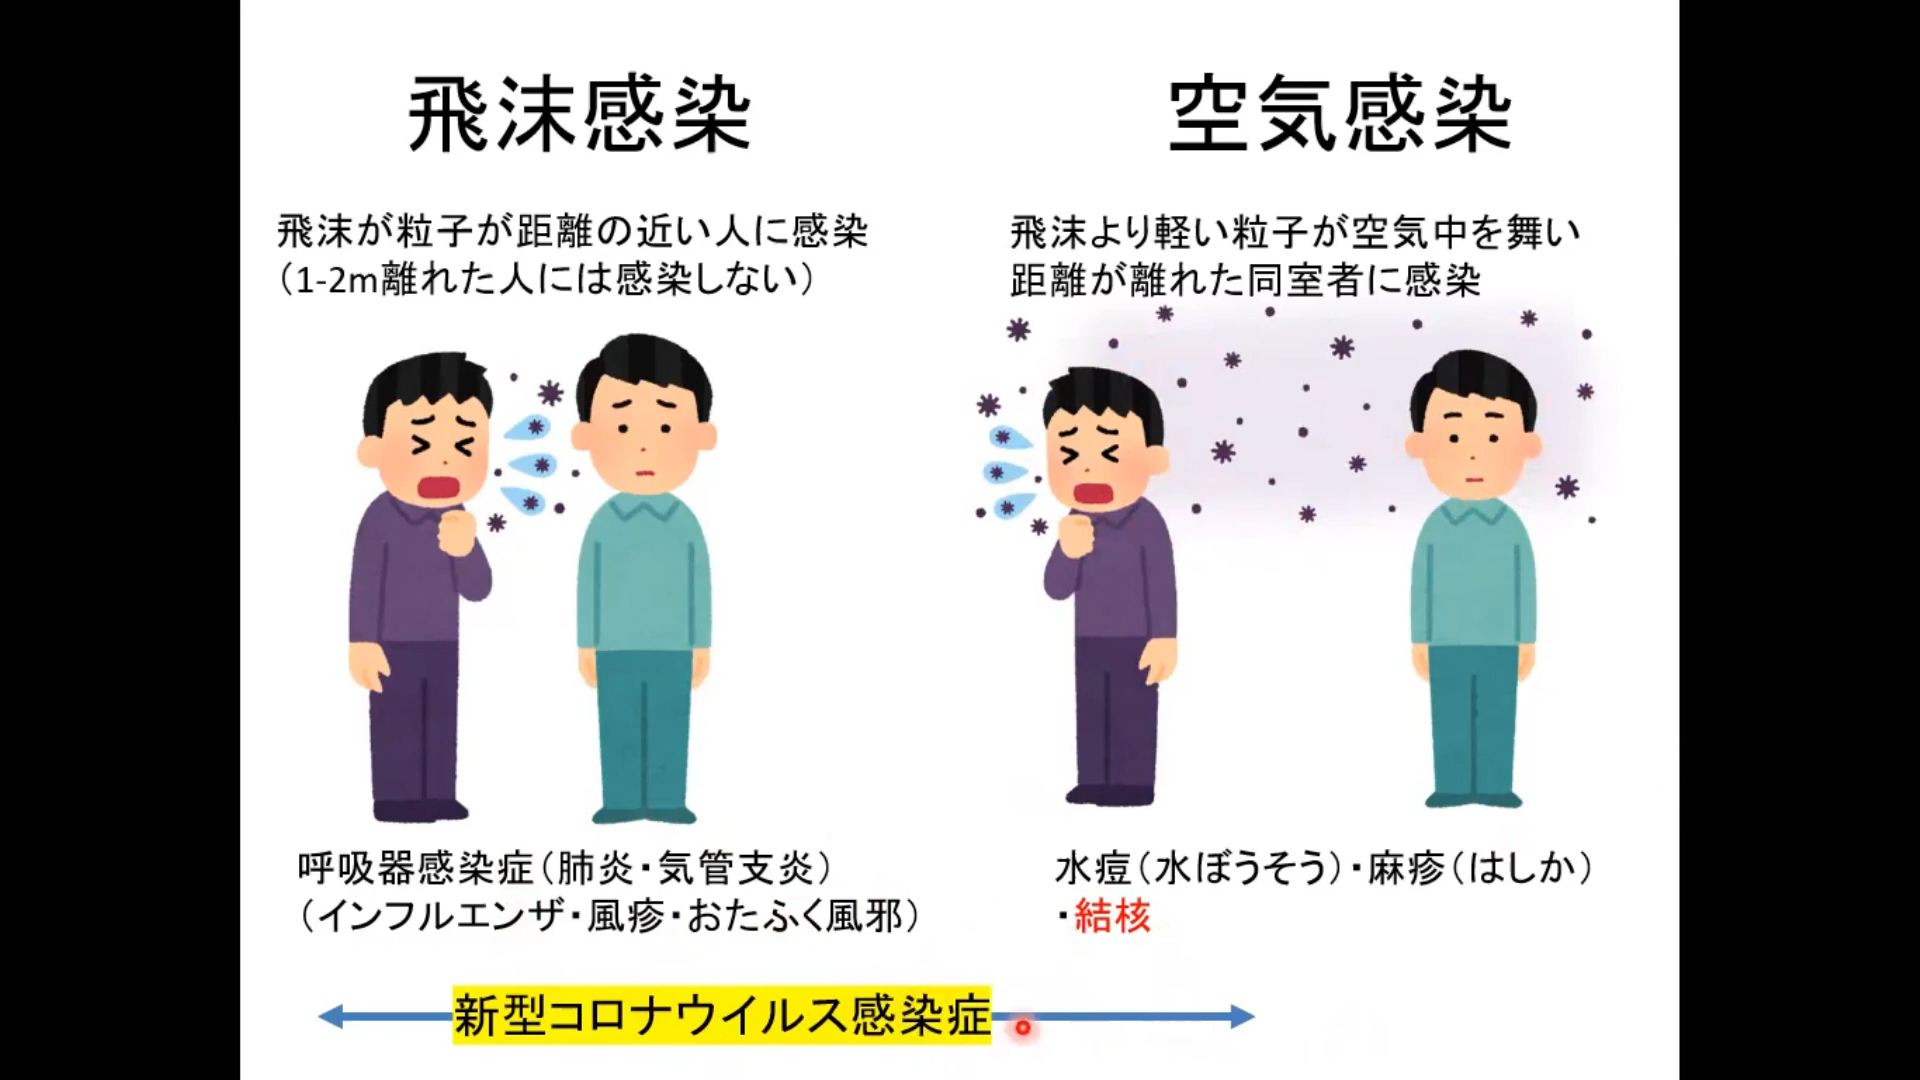 飛沫感染
飛沫が粒子が距離の近い人に感染
（1-2m離れた人には感染しない）
呼吸器感染症（肺炎・気管支炎）
（インフルエンザ・風疹・おたふく風邪）
空気感染
飛沫より軽い粒子が空気中を舞い
距離が離れた同室者に感染
水痘（水ぼうそう）・麻疹（はしか）
・結核
新型コロナウイルス感染症